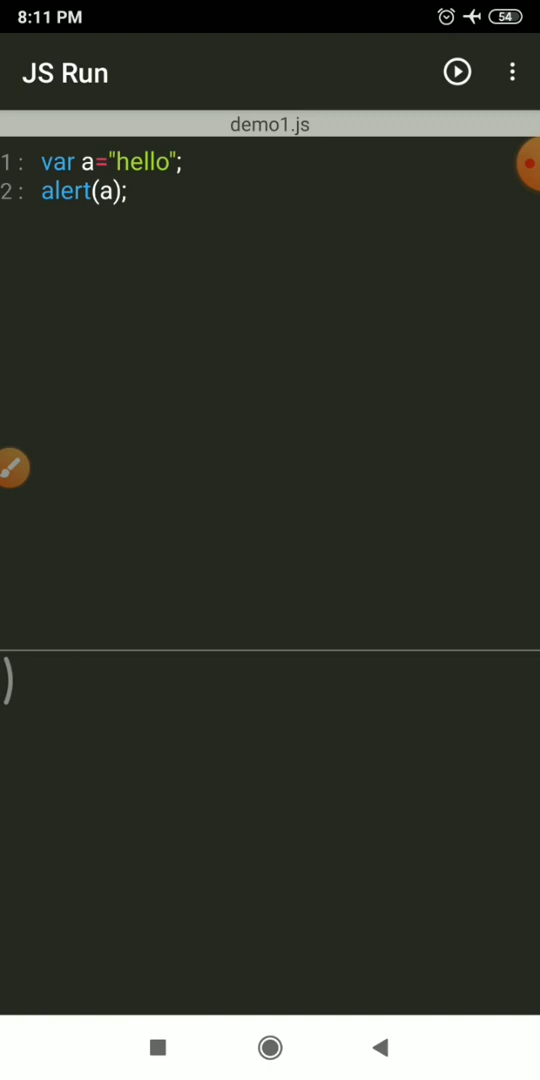 8:11 PM 54
JS Run
demo1.js
1: var a="hello";
2: alert(a);
)